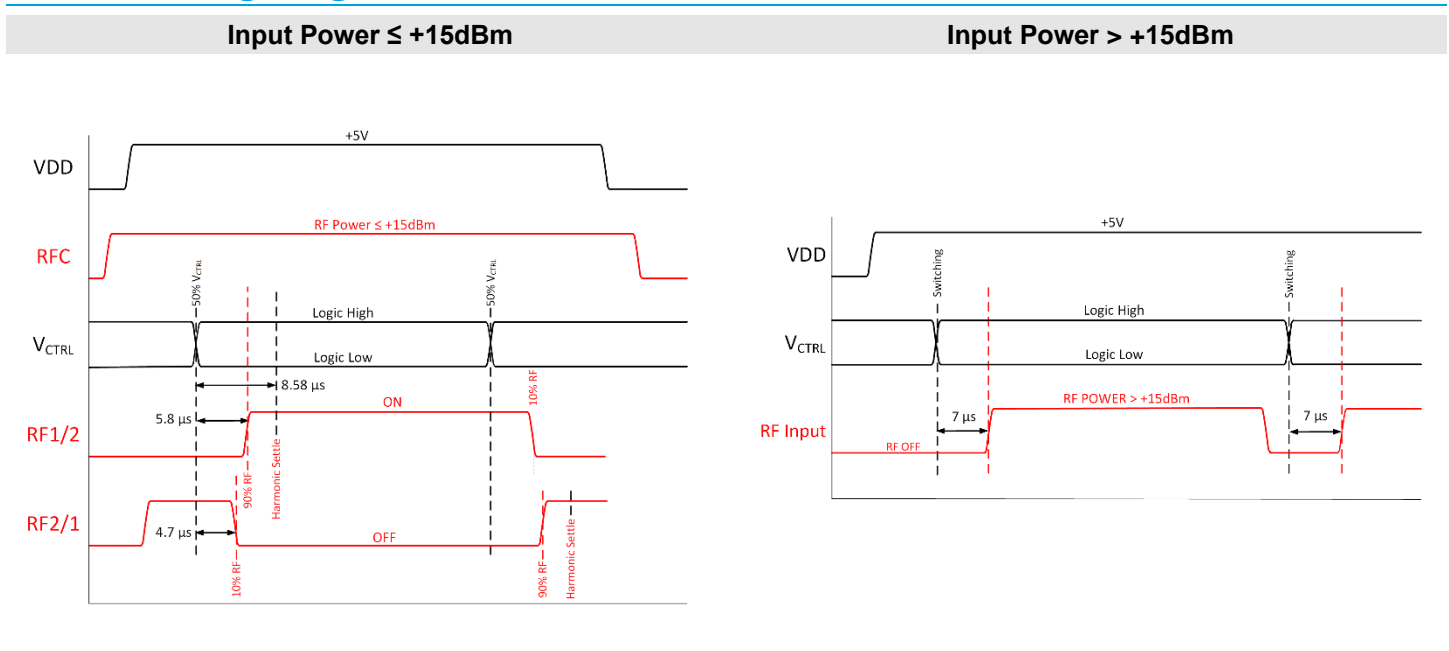 Input Power ≤ +15dBm
Input Power > +15dBm
+5V
VDD
RF Power ≤ +15dBm
RFC
50% VCTRL
50% VCTRL
Logic High
VCTRL
Logic Low
8.58 µs
10% RF
ON
5.8 µs
RF1/2
90% RF
Harmonic Settle
RF2/1
4.7 µs
OFF
10% RF
90% RF
Harmonic Settle
+5V
VDD
Switching
Switching
Logic High
VCTRL
Logic Low
RF POWER > +15dBm
7 µs
7 µs
RF Input
RF OFF